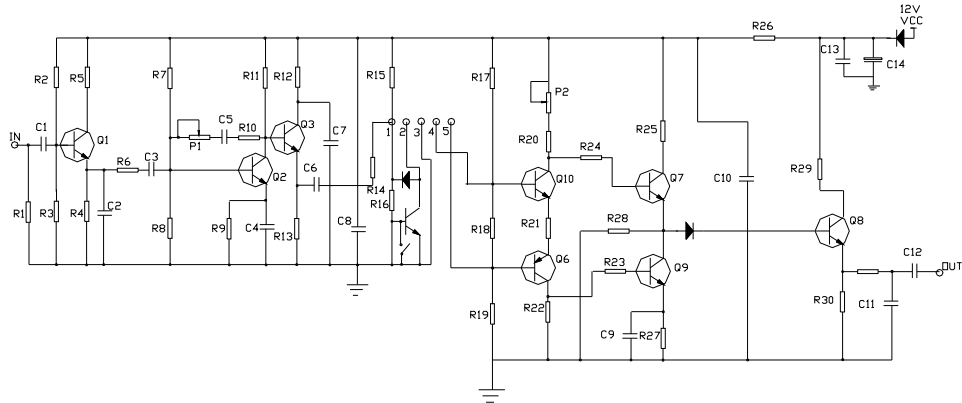 12V
VCC
R26
C13
C14
R2
R5
R7
R11
R12
R15
R17
P2
IN
C1
Q1
C5
R10
Q3
C7
1
2
3
4
5
R20
R25
P1
R24
R6
C3
Q2
C6
R14
Q10
Q7
C10
R29
R16
R1
R3
R4
C2
R8
R9
C4
R13
C8
R18
R21
R28
Q8
Q6
R23
Q9
C12
OUT
R19
R22
C9
R27
R30
C11